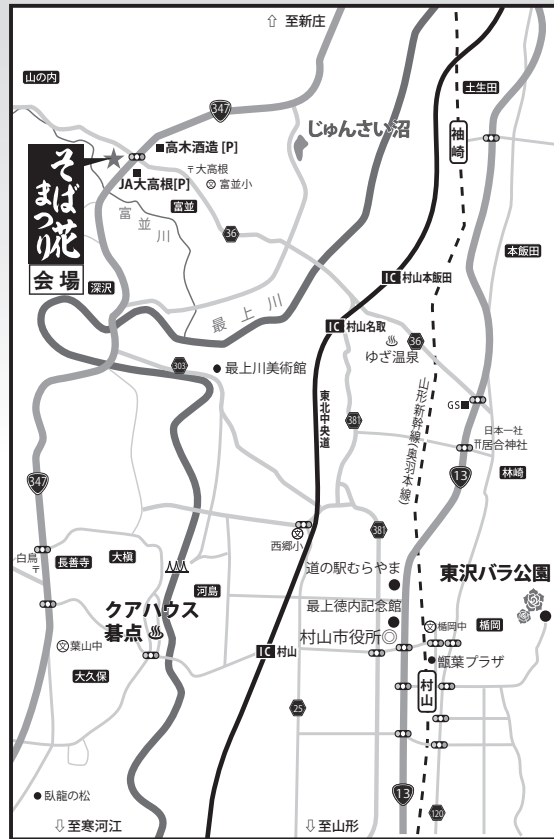 ⇧ 至新庄
山の内
347
土生田
じゅんさい沼
袖崎
高木酒造 [P]
〒大高根
JA大高根[P]
文 富並小
そば花まつり
会場
富並
富並川
36
本飯田
深沢
IC 村山本飯田
最上川
IC 村山名取
36
ゆざ温泉
303
最上川美術館
東北中央道
山形新幹線(奥羽本線)
GS
381
日本一社
居合神社
13
林崎
347
381
西郷小
白鳥
〒
長善寺
大槇
河島
道の駅むらやま
東沢バラ公園
最上徳内記念館
クアハウス
碁点
文 楯岡中
楯岡
村山市役所◎
文 葉山中
IC 村山
甑葉プラザ
大久保
村山
25
13
臥龍の松
120
⇩至寒河江
⇩至山形